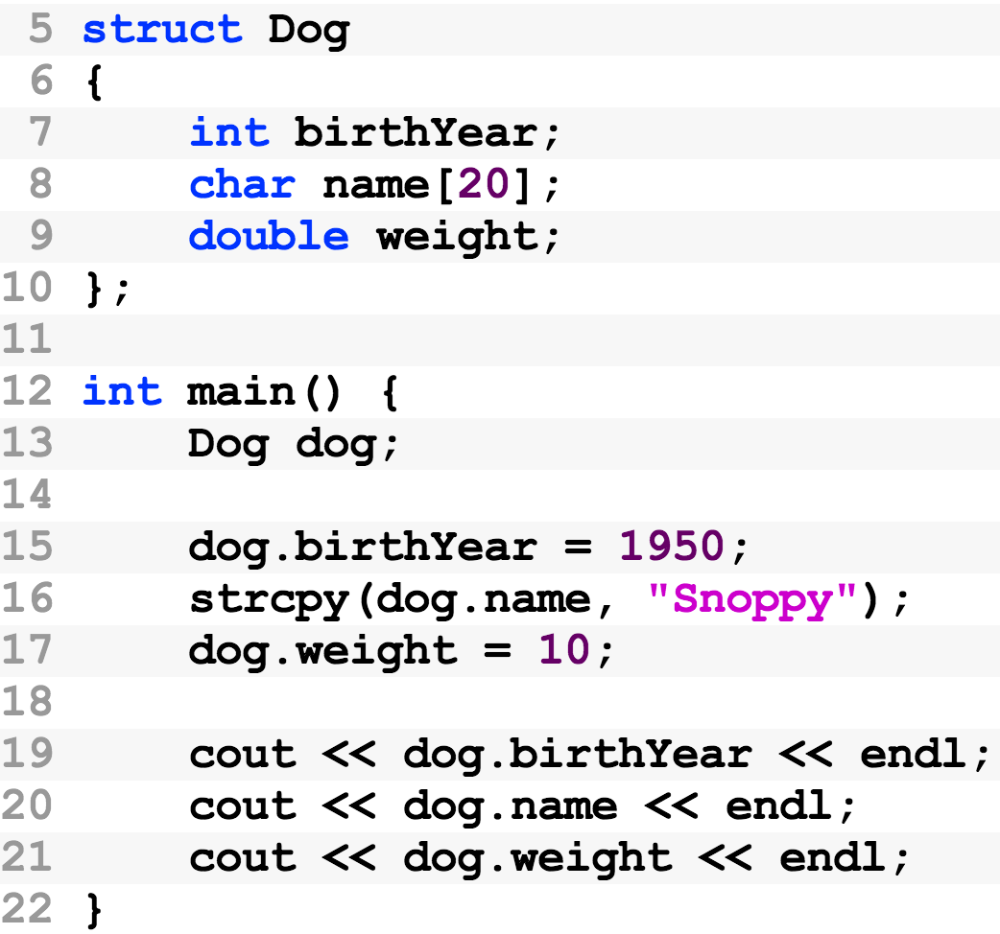 5 struct Dog
6 {
7     int birthYear;
8     char name[20];
9     double weight;
10 };
11
12 int main() {
13     Dog dog;
14
15     dog.birthYear = 1950;
16     strcpy(dog.name, "Snoppy");
17     dog.weight = 10;
18
19     cout << dog.birthYear << endl;
20     cout << dog.name << endl;
21     cout << dog.weight << endl;
22 }